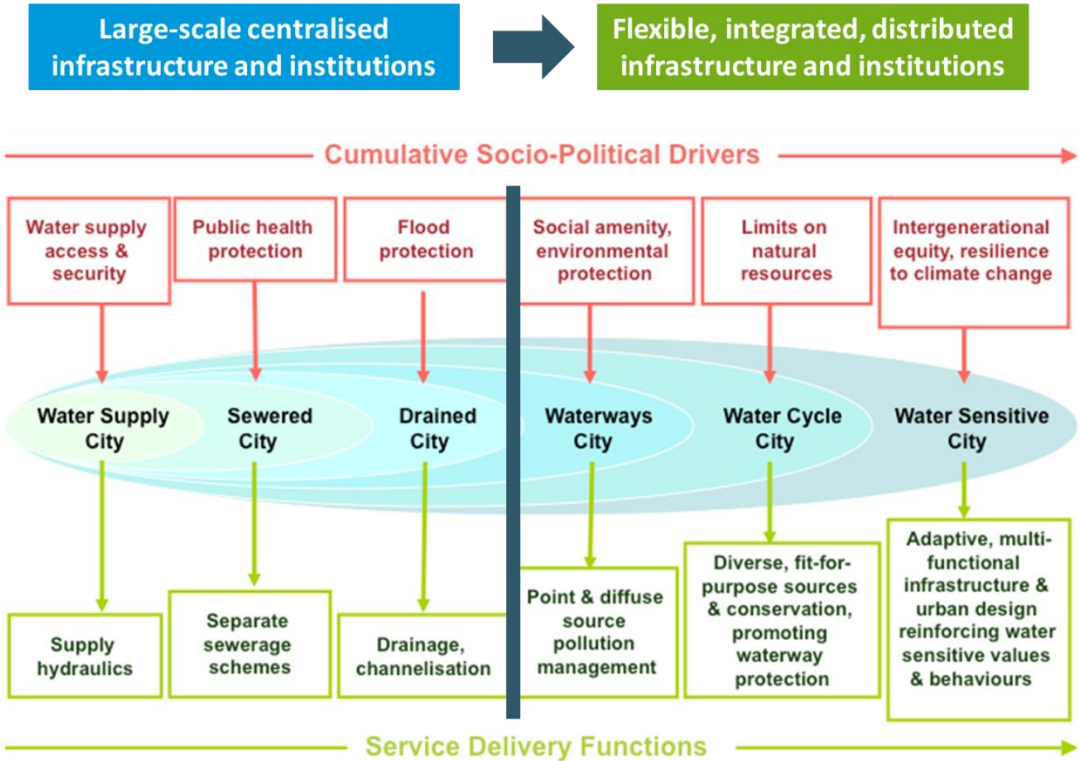 Large-scale centralised
infrastructure and institutions
Flexible, integrated, distributed
infrastructure and institutions
Cumulative Socio-Political Drivers
Water supply
access &
security
Public health
protection
Flood
protection
Social amenity,
environmental
protection
Limits on
natural
resources
Intergenerational
equity, resilience
to climate change
Water Supply
City
Sewered
City
Drained
City
Waterways
City
Water Cycle
City
Water Sensitive
City
Supply
hydraulics
Separate
sewerage
schemes
Drainage,
channelisation
Point & diffuse
source
pollution
management
Diverse, fit-for-
purpose sources
& conservation,
promoting
waterway
protection
Adaptive, multi-
functional
infrastructure &
urban design
reinforcing water
sensitive values
& behaviours
Service Delivery Functions